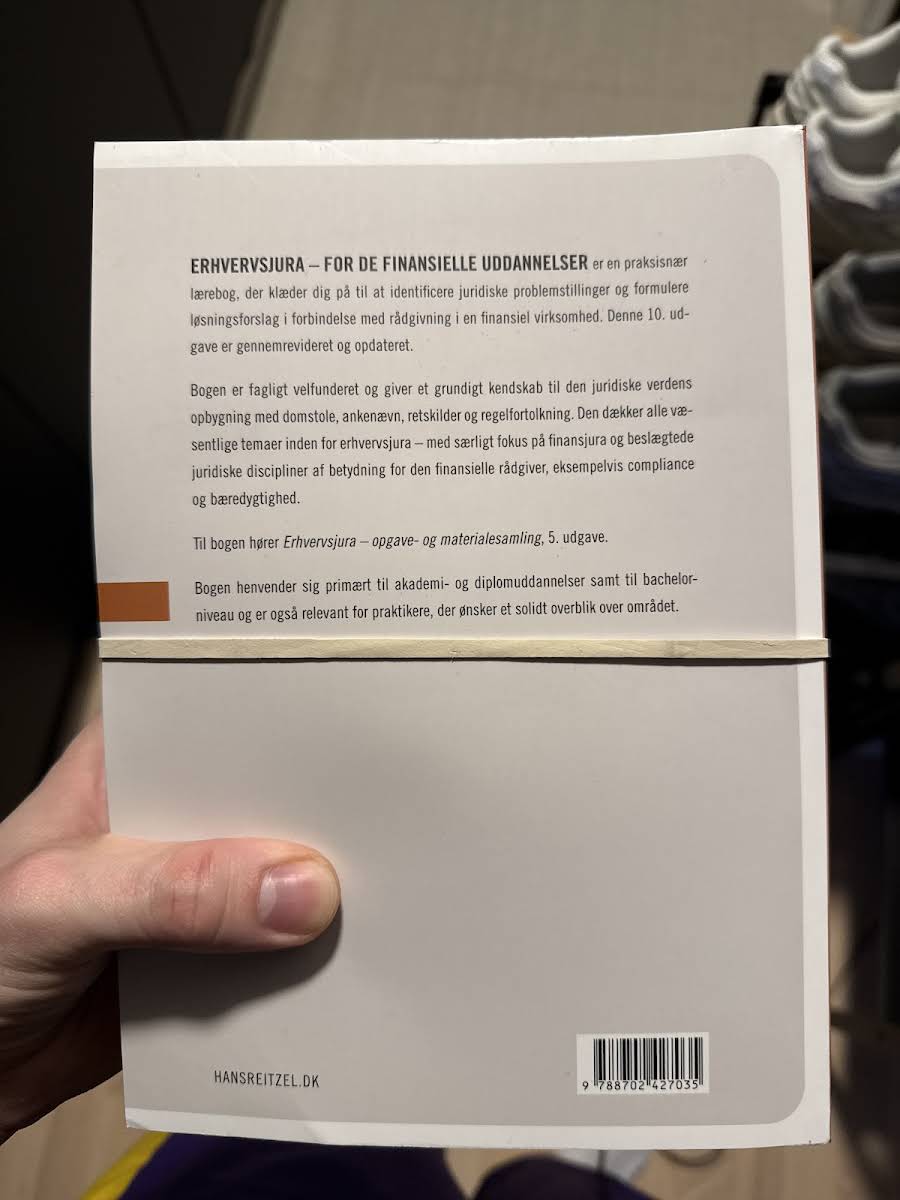 ERHVERVSJURA – FOR DE FINANSIELLE UDDANNELSER er en praksisnær
lærebog, der klæder dig på til at identificere juridiske problemstillinger og formulere
løsningsforslag i forbindelse med rådgivning i en finansiel virksomhed. Denne 10. ud-
gave er gennemrevideret og opdateret.
Bogen er fagligt velfunderet og giver et grundigt kendskab til den juridiske verdens
opbygning med domstole, ankenævn, retskilder og regelfortolkning. Den dækker alle væ-
sentlige temaer inden for erhvervsjura – med særligt fokus på finansjura og beslægtede
juridiske discipliner af betydning for den finansielle rådgiver, eksempelvis compliance
og bæredygtighed.
Til bogen hører Erhvervsjura – opgave- og materialesamling, 5. udgave.
Bogen henvender sig primært til akademi- og diplomuddannelser samt til bachelor-
niveau og er også relevant for praktikere, der ønsker et solidt overblik over området.
HANSREITZEL.DK
9 788702 427035